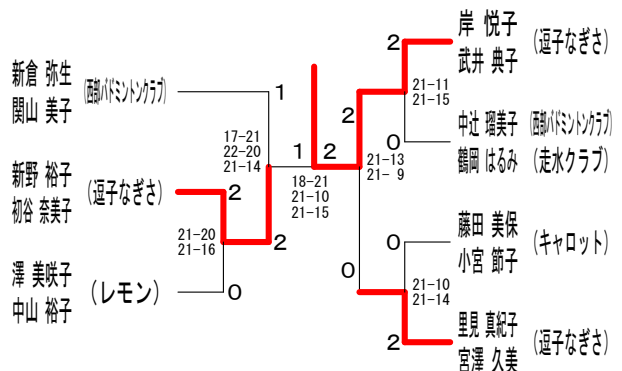 新倉 弥生
関山 美子
(西部バドミントンクラブ)
1
17-21
22-20
21-14
新野 裕子
初谷 奈美子
(逗子なぎさ)
2
21-20
21-16
2
澤 美咲子
中山 裕子
(レモン)
0
1
2
18-21
21-10
21-15
岸 悦子
武井 典子
(逗子なぎさ)
2
21-11
21-15
2
中辻 瑠美子 (西部バドミントンクラブ)
鶴岡 はるみ (走水クラブ)
0
21-13
21- 9
藤田 美保
小宮 節子
(キャロット)
0
21-10
21-14
0
里見 真紀子
宮澤 久美
(逗子なぎさ)
2